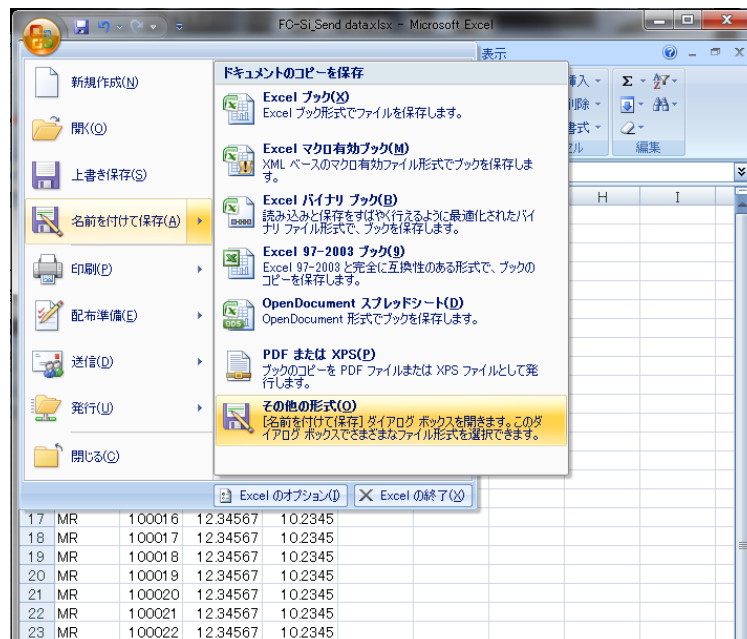 FC-Si_Send data.xlsx - Microsoft Excel
表示
新規作成(N)
開く(O)
上書き保存(S)
名前を付けて保存(A)
印刷(P)
配布準備(E)
送信(D)
発行(U)
閉じる(C)
ドキュメントのコピーを保存
Excel ブック(X)
Excel ブック形式でファイルを保存します。
Excel マクロ有効ブック(M)
XML ベースのマクロ有効ファイル形式でブックを保存しま
す。
Excel バイナリ ブック(B)
読み込みと保存をすばやく行えるように最適化されたバイ
ナリ ファイル形式で、ブックを保存します。
Excel 97-2003 ブック(9)
Excel 97-2003 と完全に互換性のある形式で、ブックの
コピーを保存します。
OpenDocument スプレッドシート(D)
OpenDocument 形式でブックを保存します。
PDF または XPS(P)
ブックのコピーを PDF ファイルまたは XPS ファイルとして発
行します。
その他の形式(O)
[名前を付けて保存] ダイアログ ボックスを開きます。このダ
イアログ ボックスでさまざまなファイル形式を選択できます。
Excel のオプション(I)
Excel の終了(X)
入
除
書式
ル
Σ
編集
H I
17 MR 100016 12.34567 10.2345
18 MR 100017 12.34567 10.2345
19 MR 100018 12.34567 10.2345
20 MR 100019 12.34567 10.2345
21 MR 100020 12.34567 10.2345
22 MR 100021 12.34567 10.2345
23 MR 100022 12.34567 10.2345